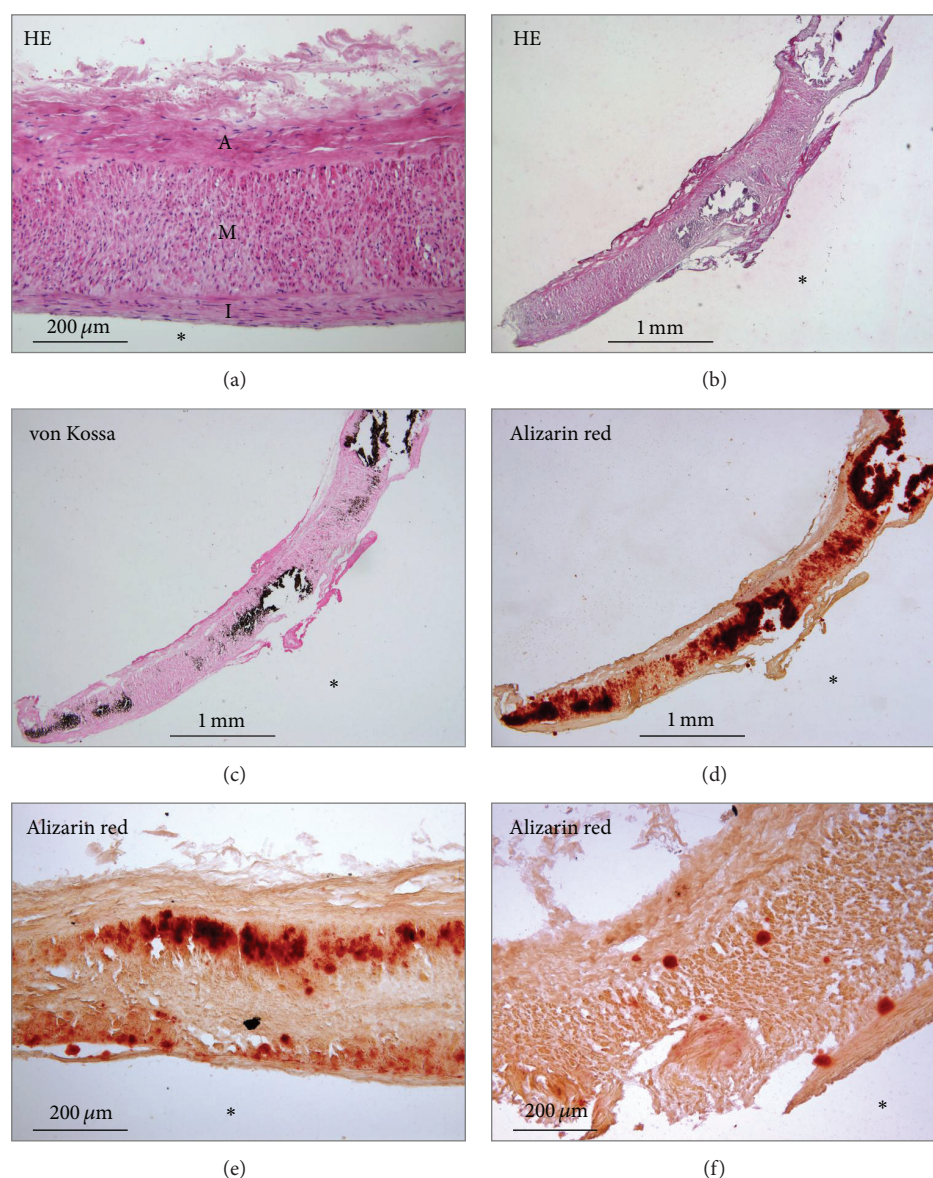 HE
A
M
I
200 μm
*
(a)
HE
1 mm
*
(b)
von Kossa
1 mm
*
(c)
Alizarin red
1 mm
*
(d)
Alizarin red
200 μm
*
(e)
Alizarin red
200 μm
*
(f)